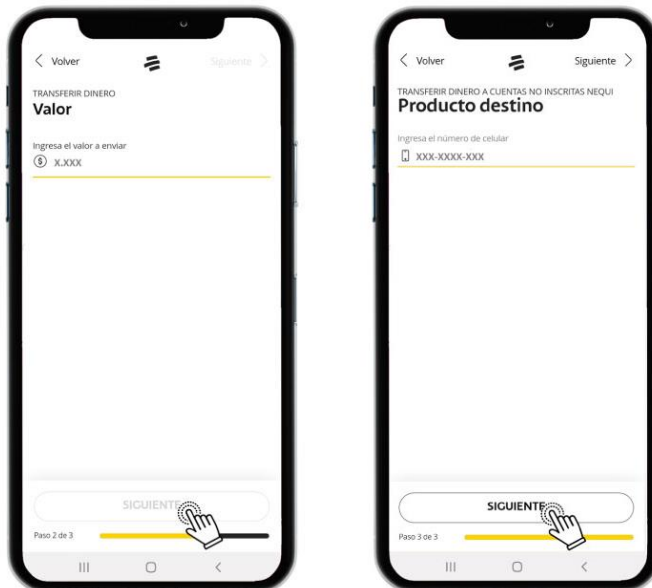 Volver
Siguiente
TRANSFERIR DINERO
Valor
Ingresa el valor a enviar
$ X.XXX
SIGUIENTE
Paso 2 de 3
Volver
Siguiente
TRANSFERIR DINERO A CUENTAS NO INSCRITAS NEQUI
Producto destino
Ingresa el número de celular
XXX-XXXX-XXX
SIGUIENTE
Paso 3 de 3